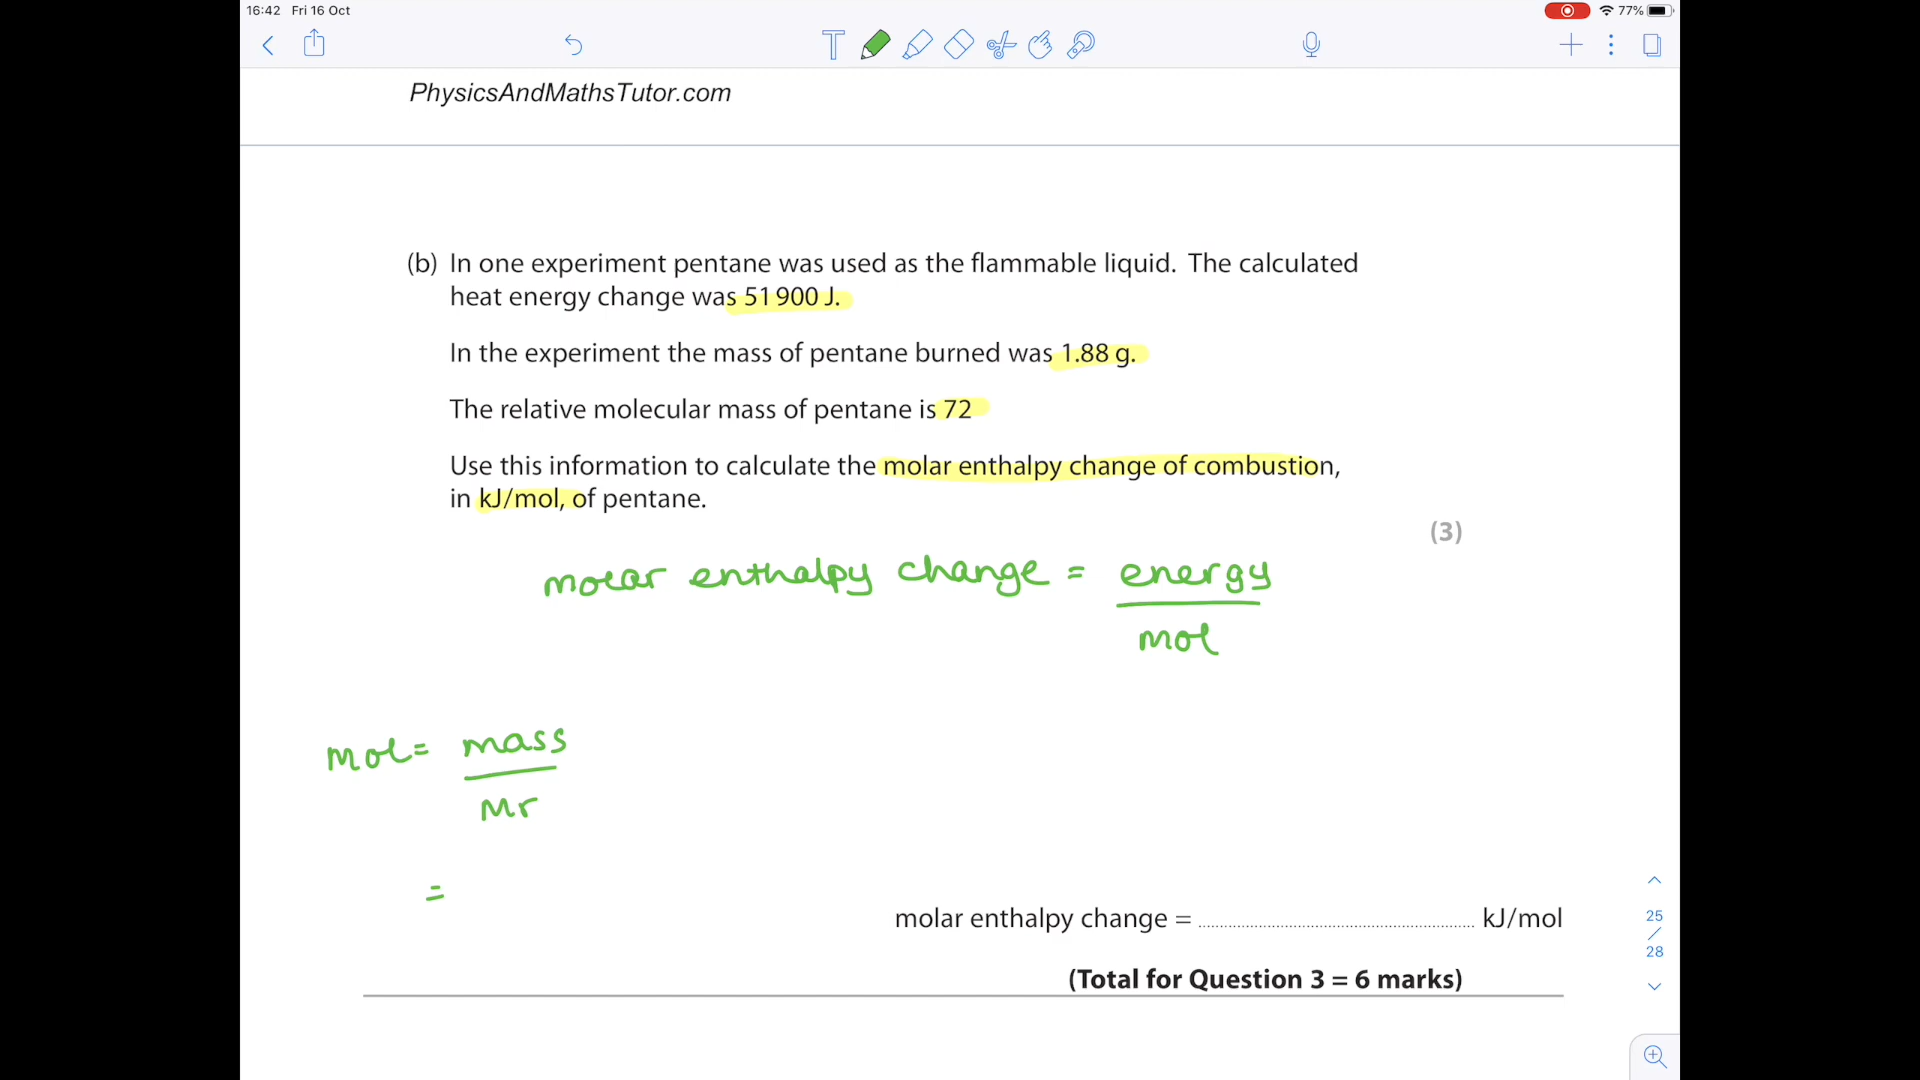 16:42 Fri 16 Oct
77%
T
PhysicsAndMathsTutor.com
(b) In one experiment pentane was used as the flammable liquid. The calculated
heat energy change was 51 900 J.
In the experiment the mass of pentane burned was 1.88 g.
The relative molecular mass of pentane is 72
Use this information to calculate the molar enthalpy change of combustion,
in kJ/mol, of pentane.
(3)
molar enthalpy change = energy
mol
mol = mass
Mr
=
molar enthalpy change = ........................................................ kJ/mol
25
/
28
(Total for Question 3 = 6 marks)